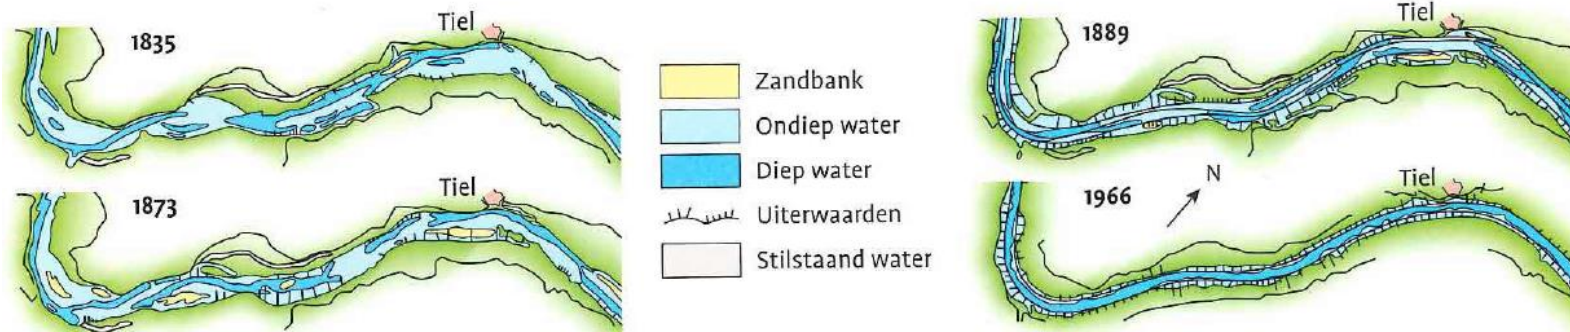 Tiel
1835
Tiel
1873
Zandbank
Ondiep water
Diep water
Uiterwaarden
Stilstaand water
Tiel
1889
N
Tiel
1966